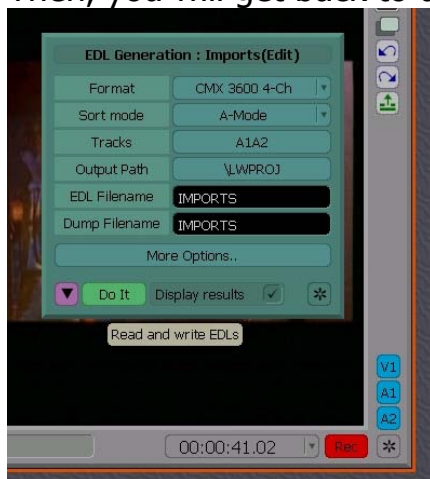 EDL Generation : Imports(Edit)
Format CMX 3600 4-Ch
Sort mode A-Mode
Tracks A1A2
Output Path \LWPROJ
EDL Filename IMPORTS
Dump Filename IMPORTS
More Options..
Do It Display results
Read and write EDLs
V1
A1
A2
00:00:41.02 Rec